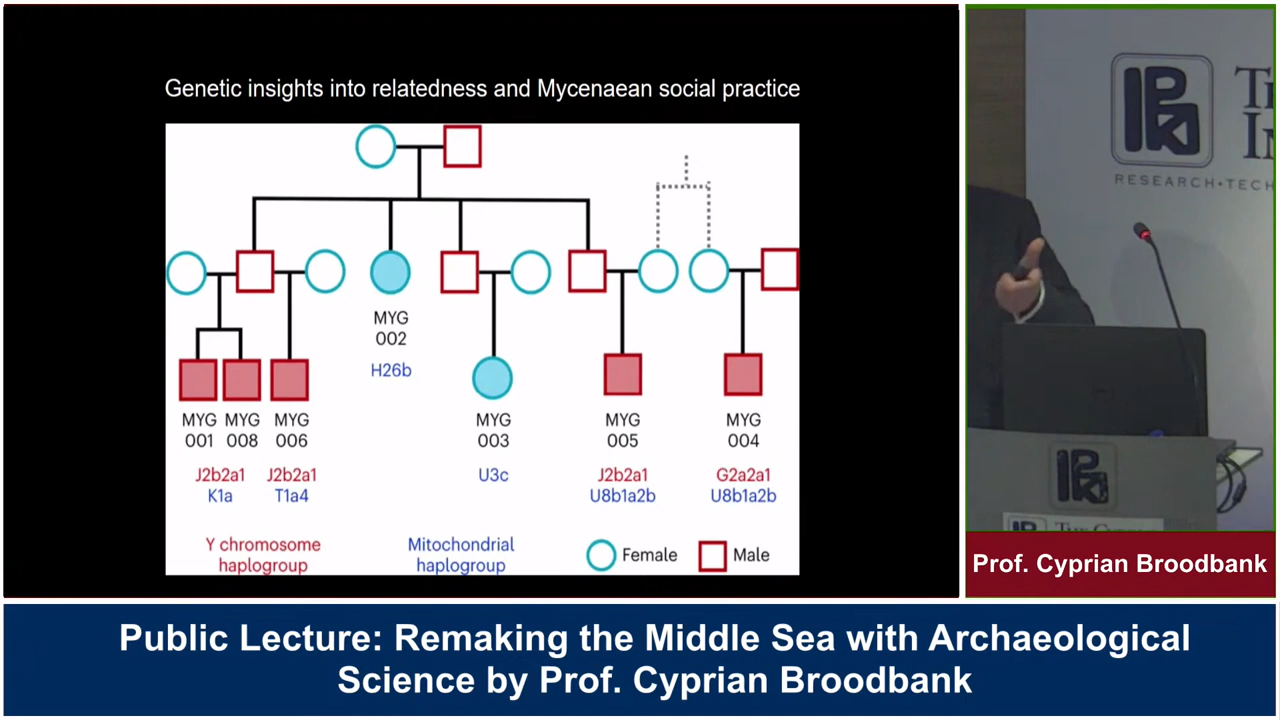 Genetic insights into relatedness and Mycenaean social practice
MYG
002
H26b
MYG
001
MYG
008
MYG
006
MYG
003
MYG
005
MYG
004
J2b2a1
K1a
J2b2a1
T1a4
U3c
J2b2a1
U8b1a2b
G2a2a1
U8b1a2b
Y chromosome
haplogroup
Mitochondrial
haplogroup
Female
Male
RESEARCH•TECH
Prof. Cyprian Broodbank
Public Lecture: Remaking the Middle Sea with Archaeological
Science by Prof. Cyprian Broodbank